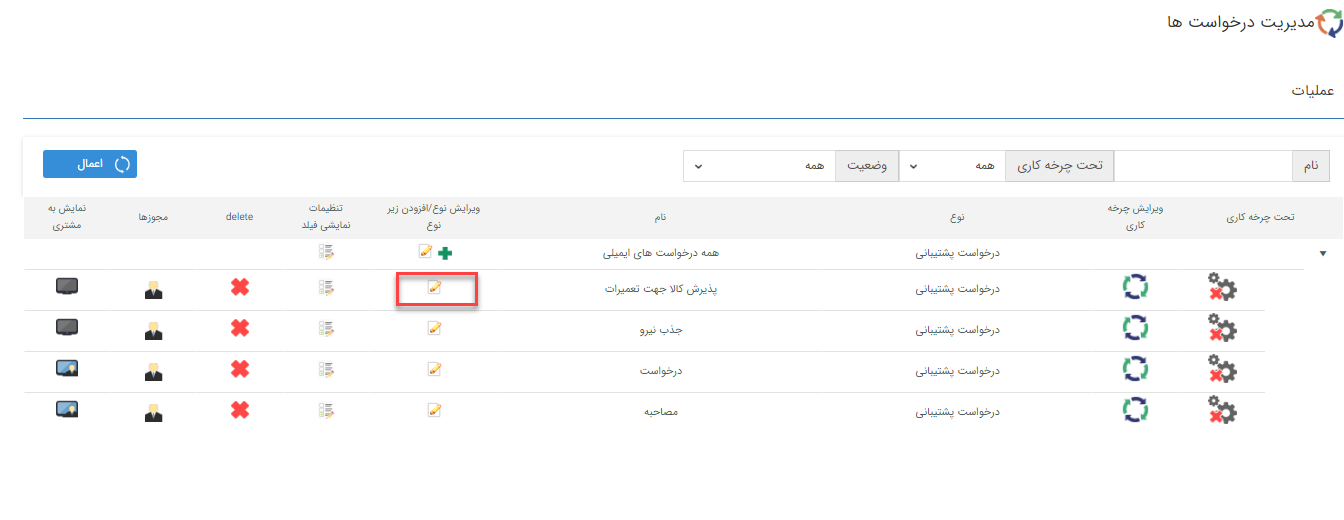 مدیریت درخواست ها
عملیات
نام
تحت چرخه کاری
همه
وضعیت
همه
اعمال
تحت چرخه کاری
ویرایش چرخه
کاری
نوع
نام
ویرایش نوع/افزودن زیر
نوع
تنظیمات
نمایشی فیلد
delete
مجوزها
نمایش به
مشتری
درخواست پشتیبانی
همه درخواست های ایمیلی
درخواست پشتیبانی
پذیرش کالا جهت تعمیرات
درخواست پشتیبانی
جذب نیرو
درخواست پشتیبانی
درخواست
درخواست پشتیبانی
مصاحبه